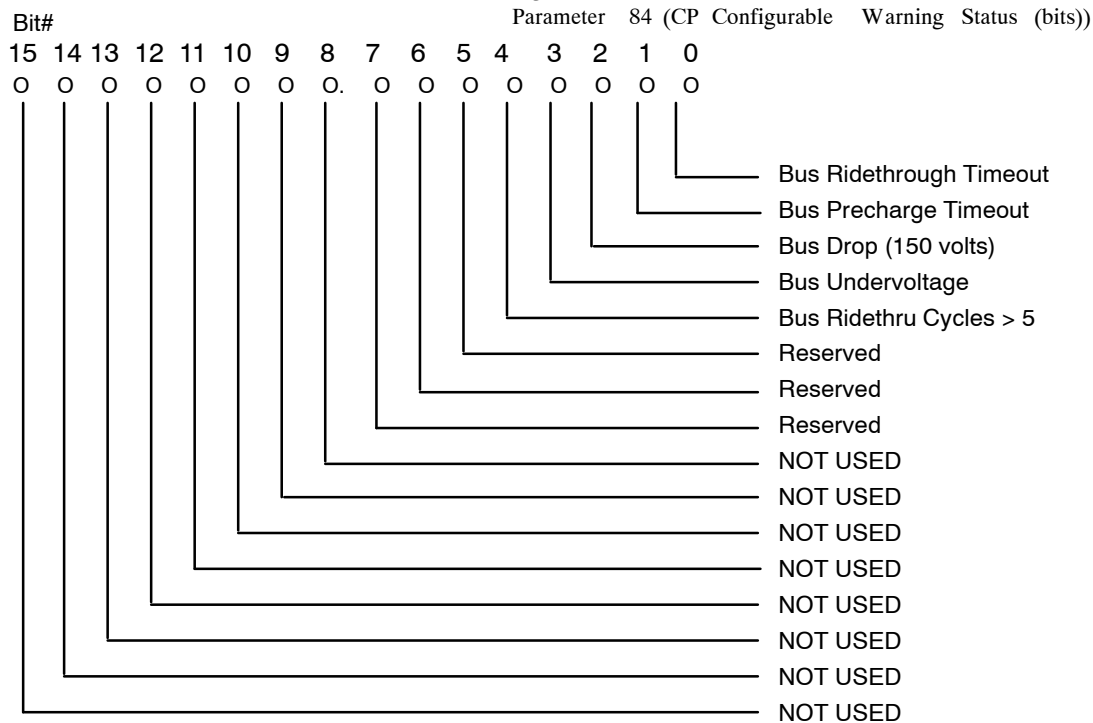 Parameter 84 (CP Configurable Warning Status (bits))
Bit#
15 14 13 12 11 10 9 8 7 6 5 4 3 2 1 0
O O O O O O O O. O O O O O O O O
Bus Ridethrough Timeout
Bus Precharge Timeout
Bus Drop (150 volts)
Bus Undervoltage
Bus Ridethru Cycles > 5
Reserved
Reserved
Reserved
NOT USED
NOT USED
NOT USED
NOT USED
NOT USED
NOT USED
NOT USED
NOT USED